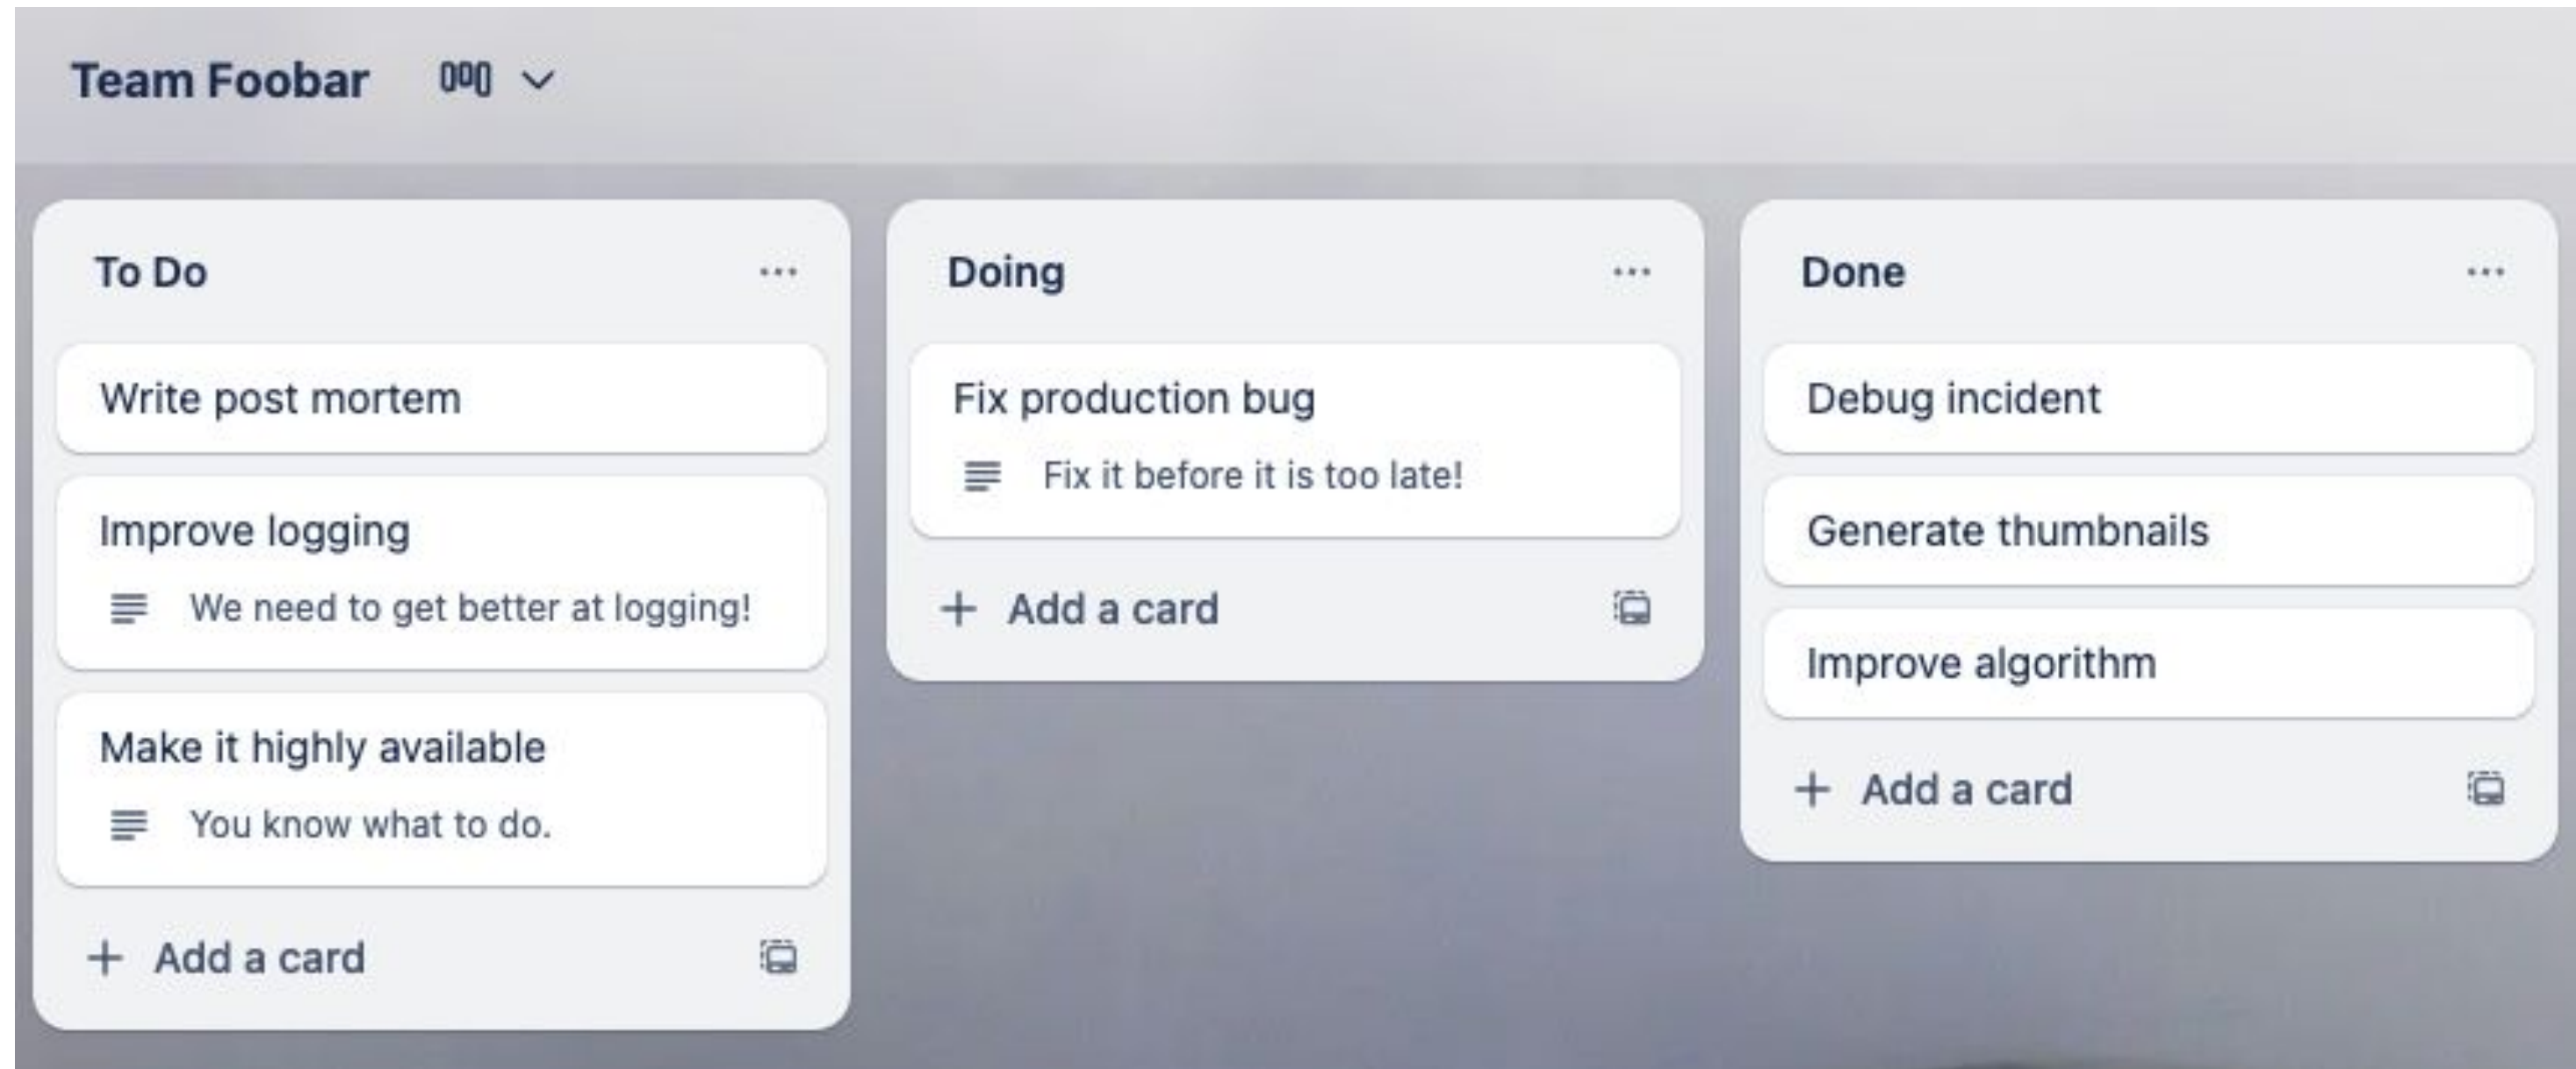 Team Foobar
To Do
Write post mortem
Improve logging
We need to get better at logging!
Make it highly available
You know what to do.
Add a card
Doing
Fix production bug
Fix it before it is too late!
Add a card
Done
Debug incident
Generate thumbnails
Improve algorithm
Add a card